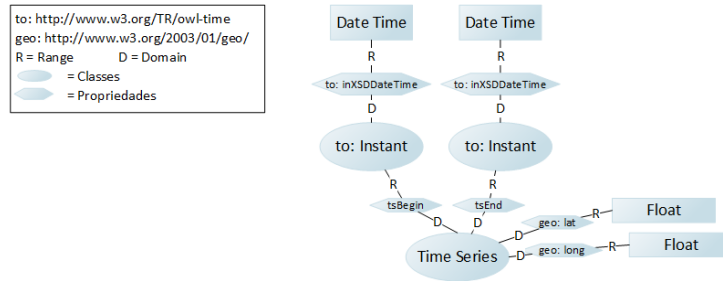 to: http://www.w3.org/TR/owl-time
geo: http://www.w3.org/2003/01/geo/
R = Range D = Domain
= Classes
= Propriedades
Date Time
Date Time
R
R
to: inXSDDateTime
to: inXSDDateTime
D
D
to: Instant
to: Instant
R
R
tsBegin
tsEnd
D
D
geo: lat
R
Float
D
Time Series
D
geo: long
R
Float